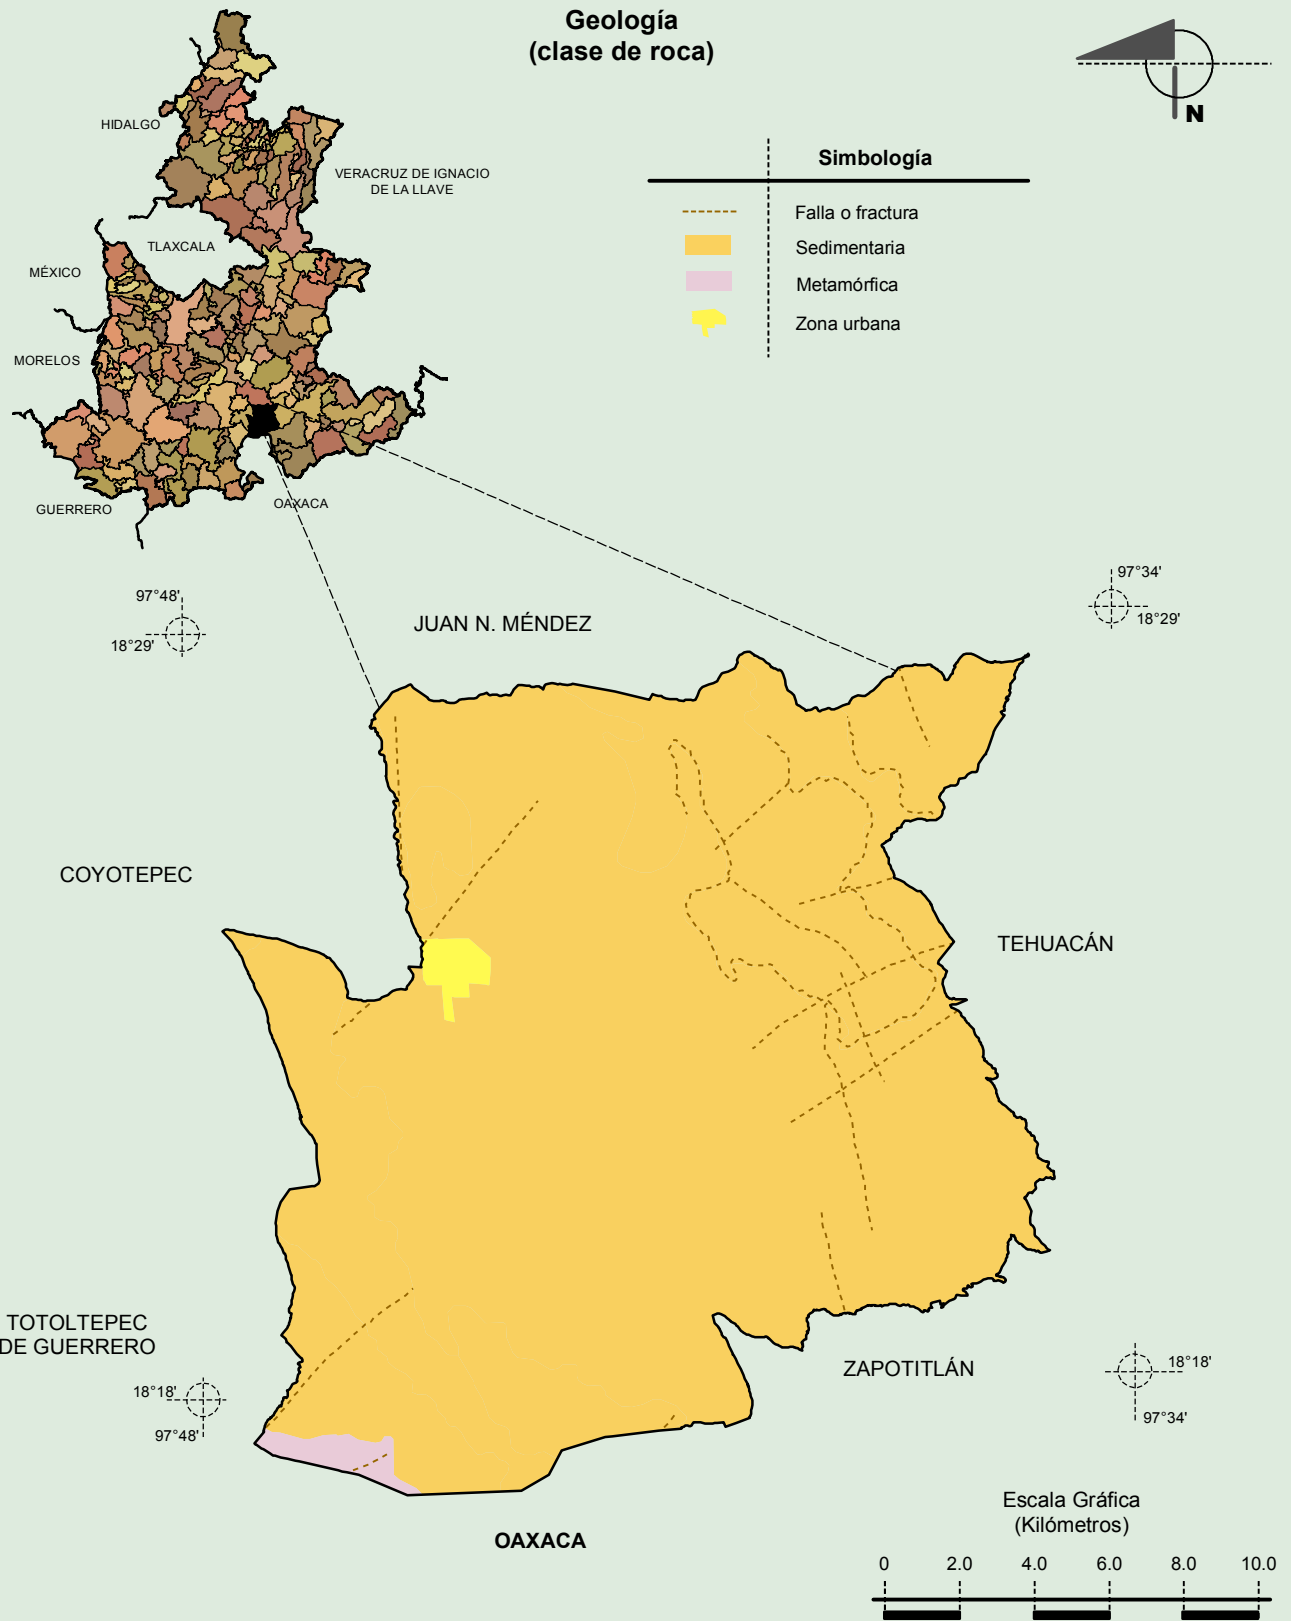 Geología
(clase de roca)
N
HIDALGO
VERACRUZ DE IGNACIO
DE LA LLAVE
TLAXCALA
MÉXICO
MORELOS
GUERRERO
OAXACA
Simbología
Falla o fractura
Sedimentaria
Metamórfica
Zona urbana
97°48'
18°29'
97°34'
18°29'
JUAN N. MÉNDEZ
COYOTEPEC
TEHUACÁN
TOTOLTEPEC
DE GUERRERO
ZAPOTITLÁN
18°18'
97°48'
18°18'
97°34'
OAXACA
Escala Gráfica
(Kilómetros)
0 2.0 4.0 6.0 8.0 10.0